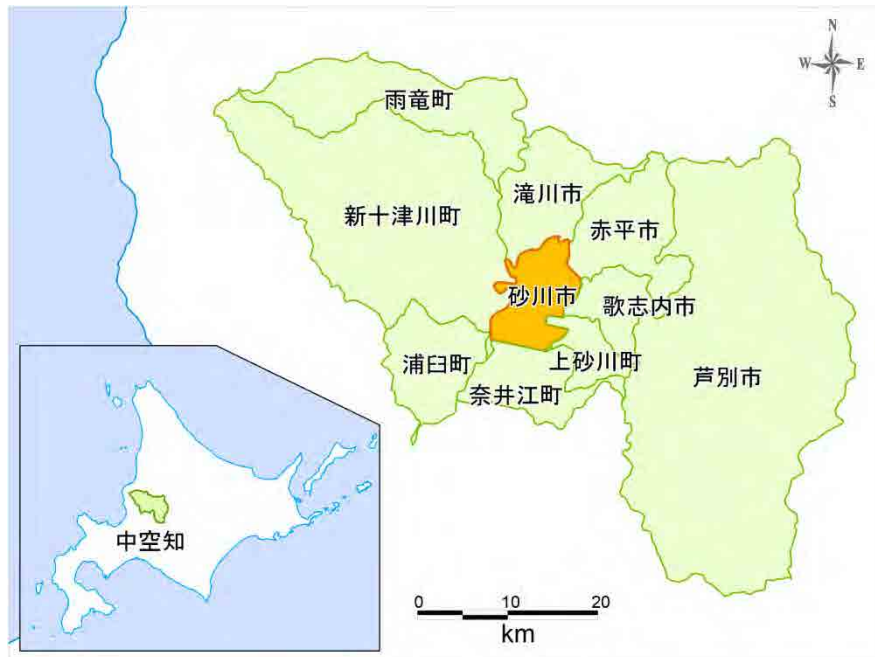 N
W E
S
雨竜町
滝川市
新十津川町
赤平市
砂川市
歌志内市
浦臼町
上砂川町
芦別市
奈井江町
中空知
0 10 20
km